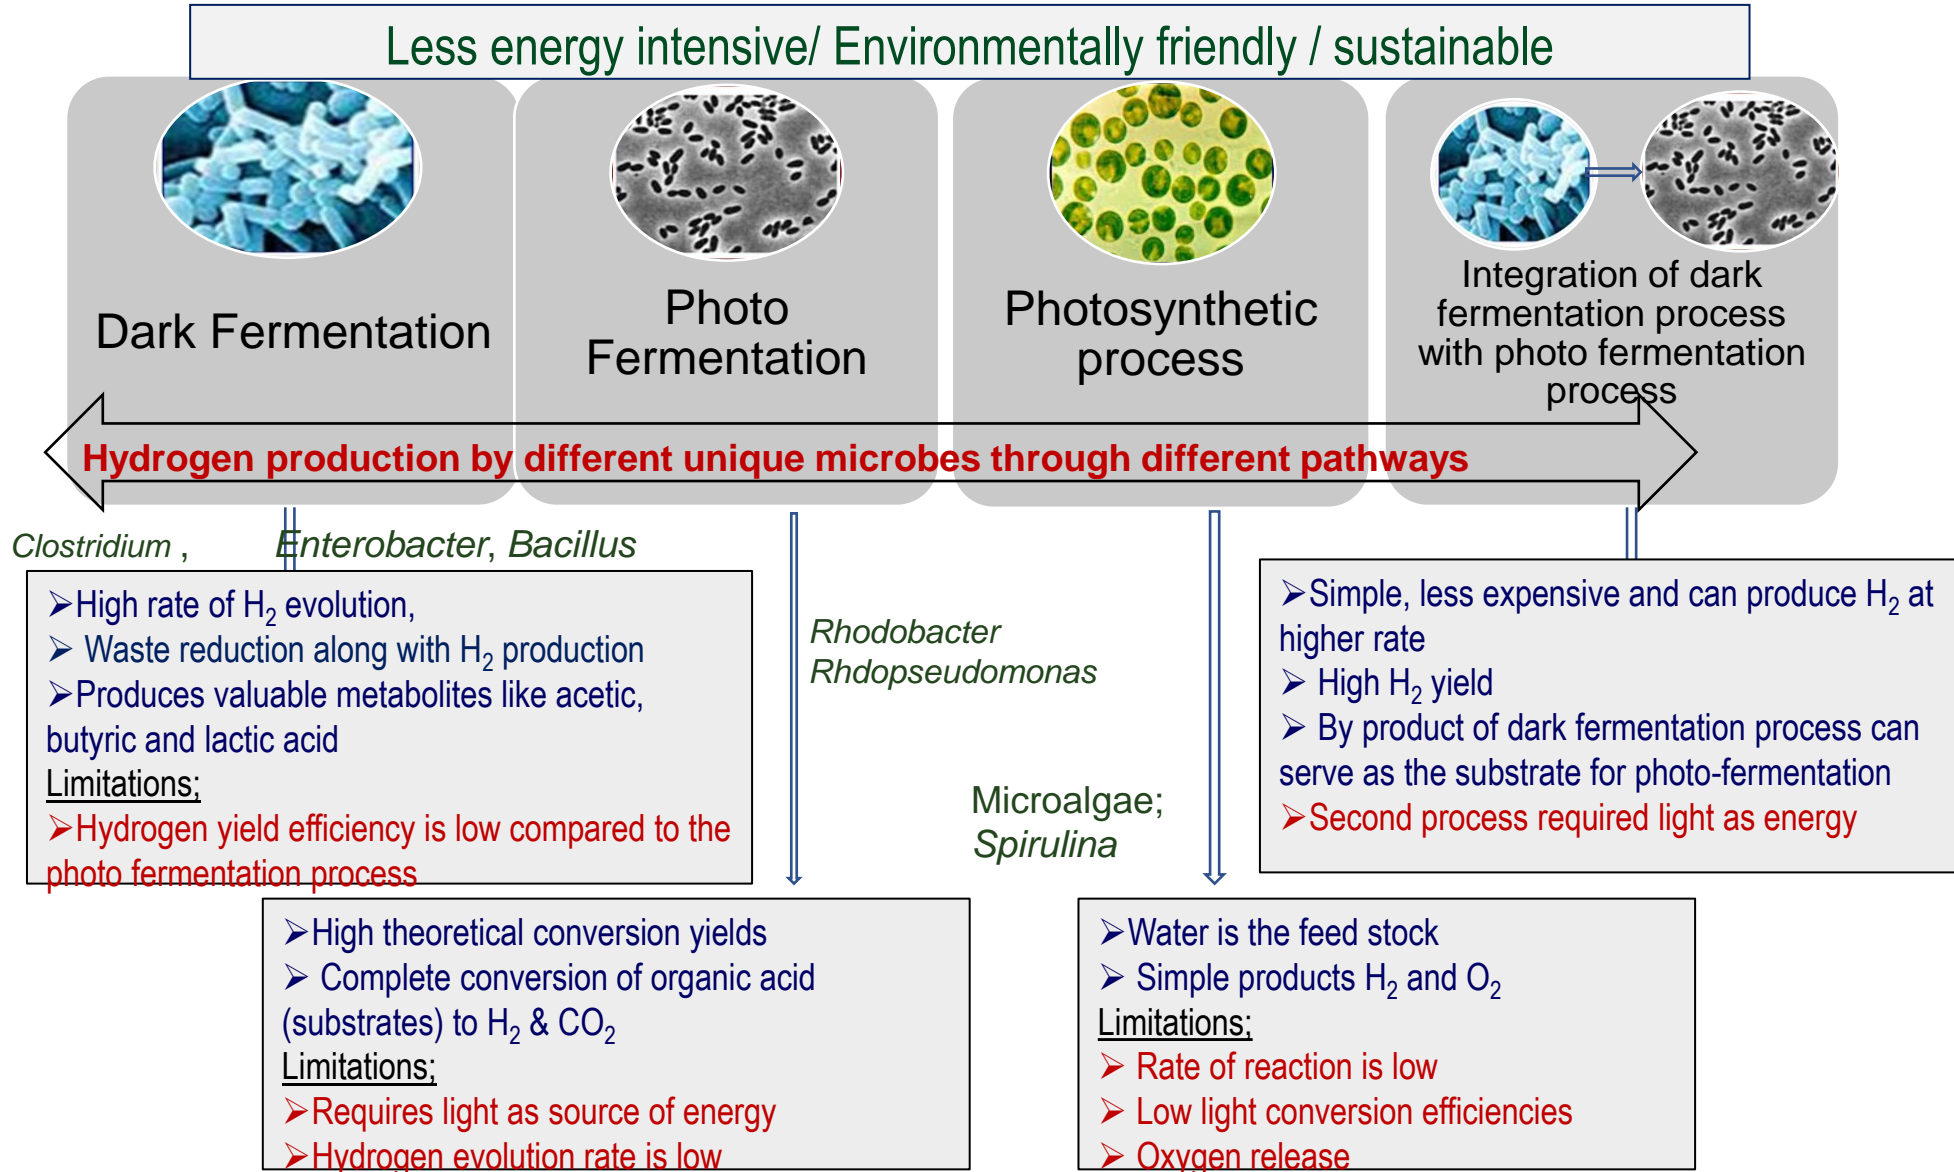 Less energy intensive/ Environmentally friendly / sustainable
Dark Fermentation
Photo
Fermentation
Photosynthetic
process
Integration of dark
fermentation process
with photo fermentation
process
Hydrogen production by different unique microbes through different pathways
Clostridium , Enterobacter, Bacillus
➢High rate of H₂ evolution,
➢ Waste reduction along with H₂ production
➢Produces valuable metabolites like acetic,
butyric and lactic acid
Limitations;
➢Hydrogen yield efficiency is low compared to the
photo fermentation process
Rhodobacter
Rhdopseudomonas
➢High theoretical conversion yields
➢ Complete conversion of organic acid
(substrates) to H₂ & CO₂
Limitations;
➢Requires light as source of energy
➢Hydrogen evolution rate is low
Microalgae;
Spirulina
➢Water is the feed stock
➢ Simple products H₂ and O₂
Limitations;
➢ Rate of reaction is low
➢ Low light conversion efficiencies
➢ Oxygen release
➢Simple, less expensive and can produce H₂ at
higher rate
➢ High H₂ yield
➢ By product of dark fermentation process can
serve as the substrate for photo-fermentation
➢Second process required light as energy